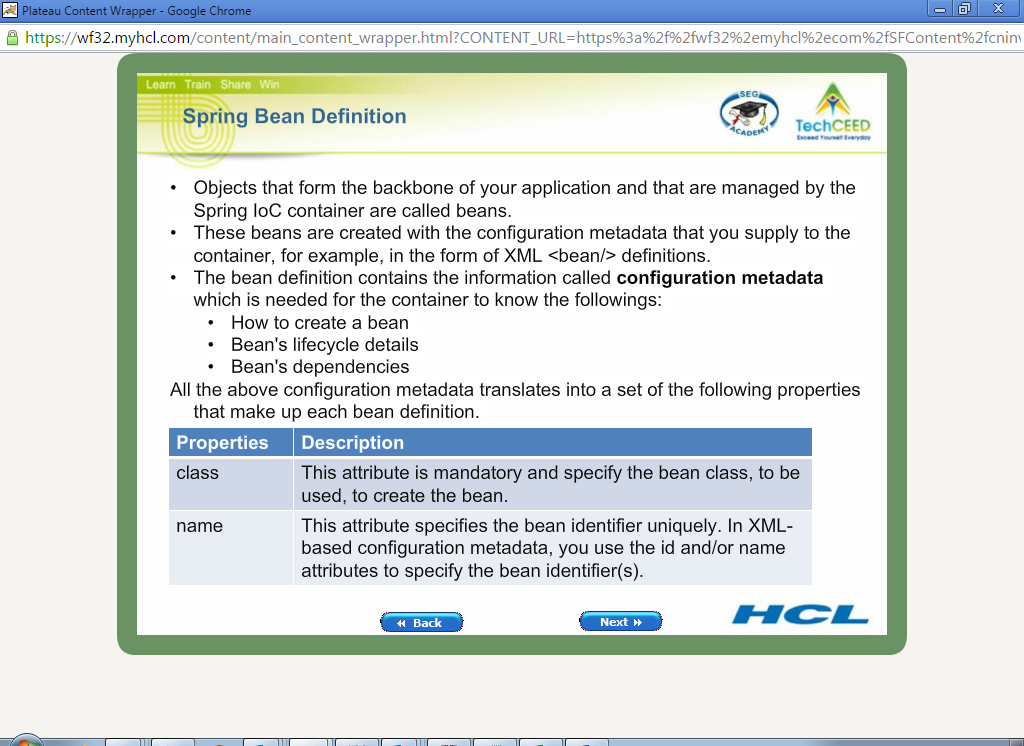 Plateau Content Wrapper - Google Chrome
https://wf32.myhcl.com/content/main_content_wrapper.html?CONTENT_URL=https%3a%2f%2fwf32%2emyhcl%2ecom%2fSFContent%2fcninv
Learn Train Share Win
Spring Bean Definition
SEG
ACADEMY
TechCEED
Exceed Yourself Everyday
• Objects that form the backbone of your application and that are managed by the
Spring IoC container are called beans.
• These beans are created with the configuration metadata that you supply to the
container, for example, in the form of XML <bean/> definitions.
• The bean definition contains the information called configuration metadata
which is needed for the container to know the followings:
• How to create a bean
• Bean's lifecycle details
• Bean's dependencies
All the above configuration metadata translates into a set of the following properties
that make up each bean definition.
Properties Description
class This attribute is mandatory and specify the bean class, to be
used, to create the bean.
name This attribute specifies the bean identifier uniquely. In XML-
based configuration metadata, you use the id and/or name
attributes to specify the bean identifier(s).
Back Next
HCL